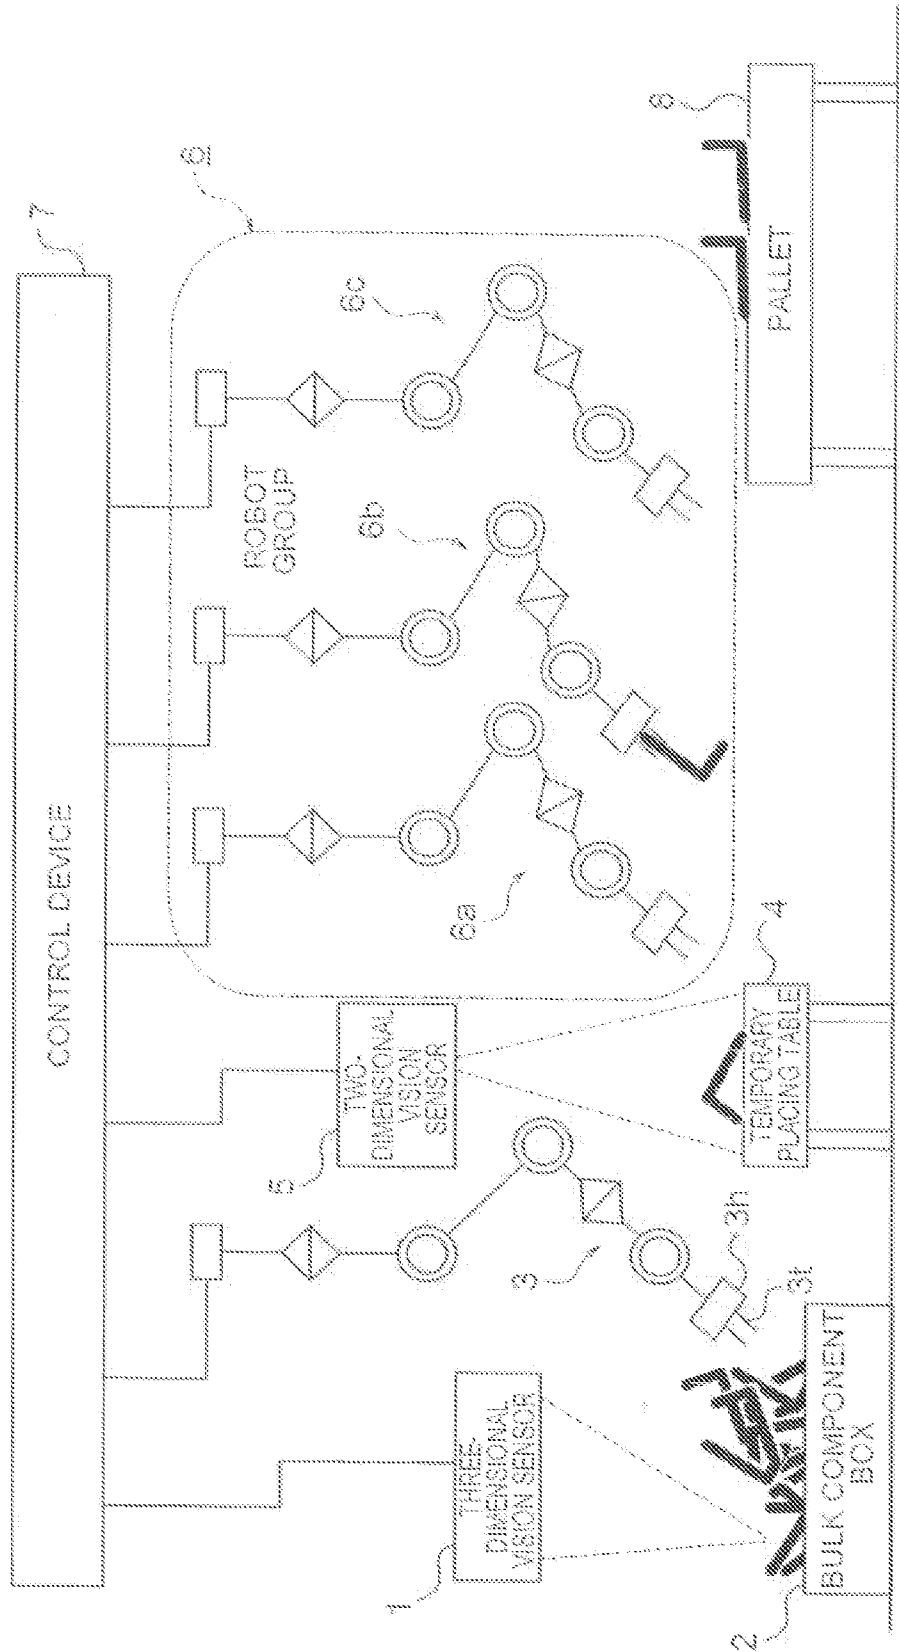 7
CONTROL DEVICE
6
ROBOT
GROUP
6a
6b
6c
1
THREE-
DIMENSIONAL
VISION SENSOR
3
3h
3t
5
TWO-
DIMENSIONAL
VISION
SENSOR
2
BULK COMPONENT
BOX
4
TEMPORARY
PLACING TABLE
8
PALLET